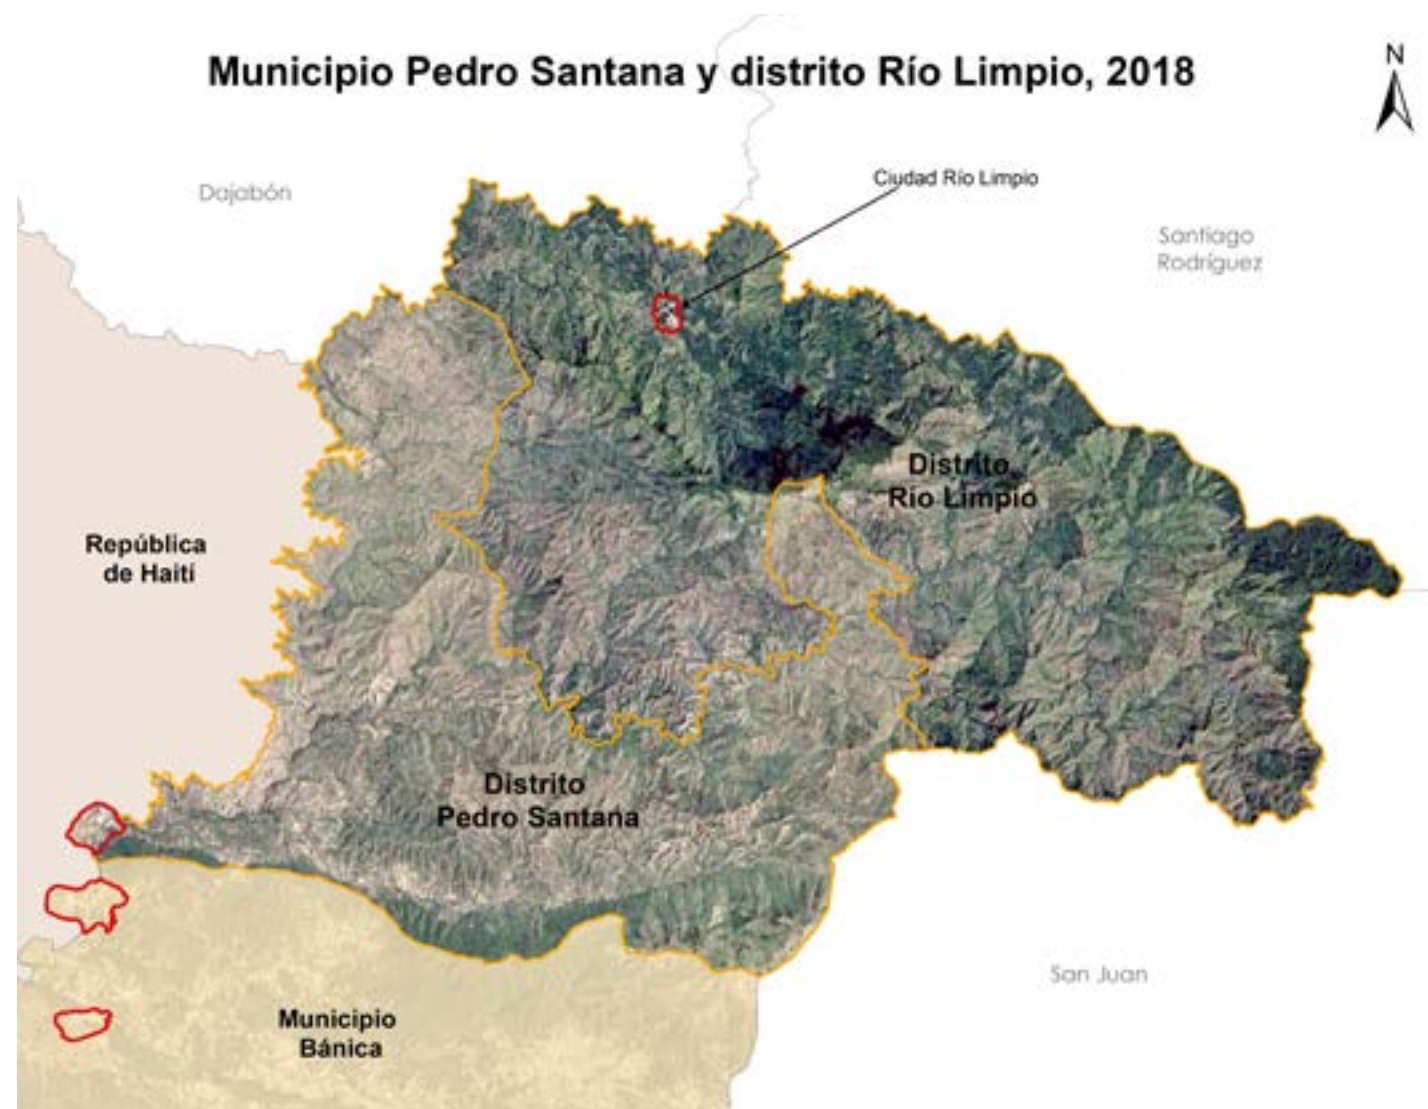 Municipio Pedro Santana y distrito Río Limpio, 2018
N
Ciudad Río Limpio
Dajabón
Santiago
Rodríguez
Distrito
Río Limpio
República
de Haití
Distrito
Pedro Santana
San Juan
Municipio
Bánica